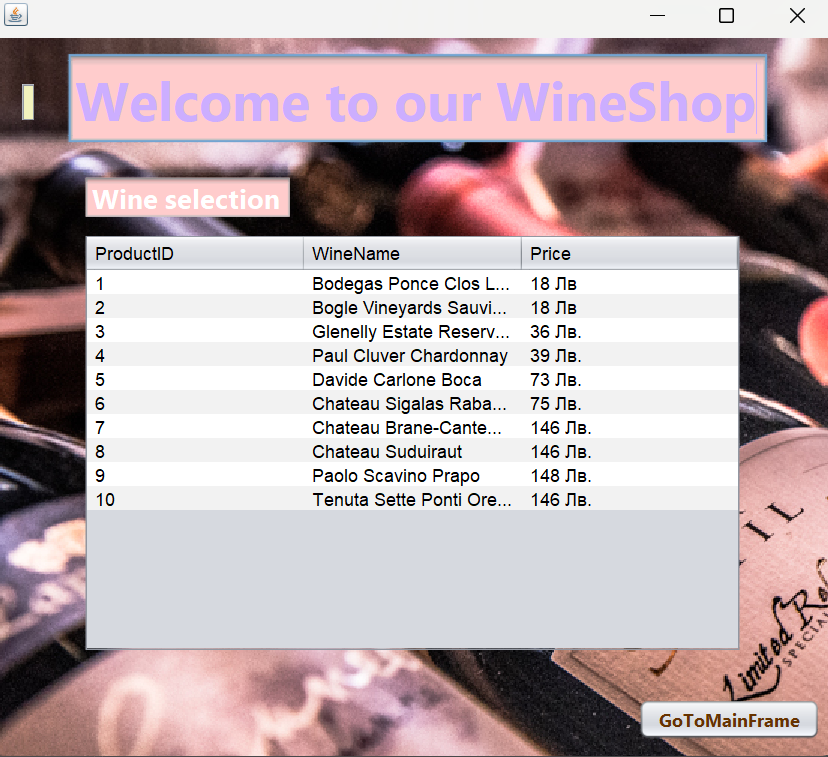 Welcome to our WineShop
Wine selection
ProductID WineName Price
1 Bodegas Ponce Clos L... 18 Лв
2 Bogle Vineyards Sauvi... 18 Лв
3 Glenelly Estate Reserv... 36 Лв.
4 Paul Cluver Chardonnay 39 Лв.
5 Davide Carlone Boca 73 Лв.
6 Chateau Sigalas Raba... 75 Лв.
7 Chateau Brane-Cante... 146 Лв.
8 Chateau Suduiraut 146 Лв.
9 Paolo Scavino Prapo 148 Лв.
10 Tenuta Sette Ponti Ore... 146 Лв.
Limited
SPECIAL
GoToMainFrame